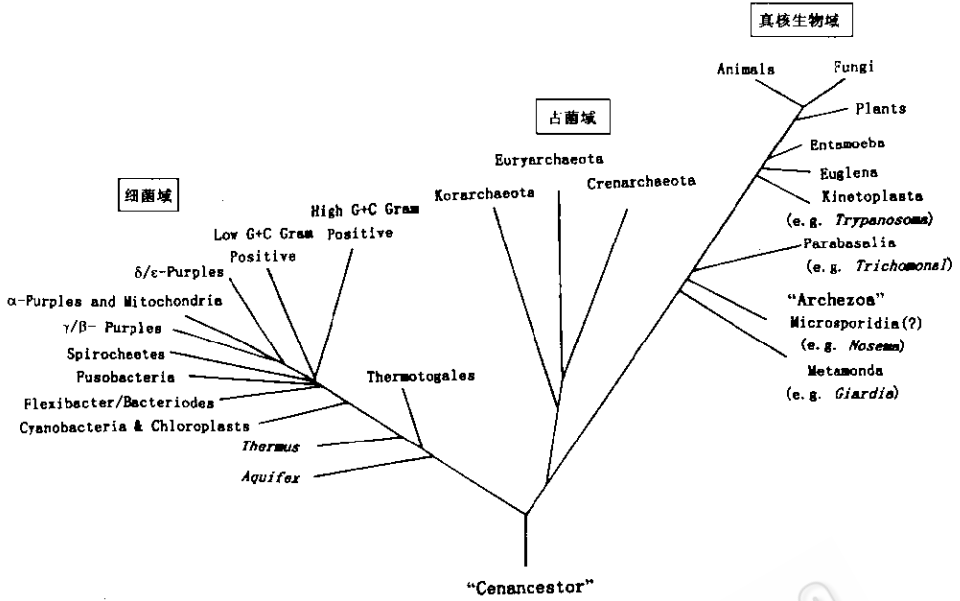 真核生物域
Animals
Fungi
Plants
占菌域
Entamoeba
Euryarchaeota
Euglena
Crenarchaeota
Korarchaeota
Kinetoplasta
细菌域
High G+C Gram
Positive
(e.g. Trypanosoma)
Low G+C Gram
Positive
Parabasalia
(e.g. Trichomonal)
δ/ε-Purples
α-Purples and Mitochondria
"Archezoa"
Microsporidia(?)
(e.g. Nosema)
γ/β- Purples
Spirochaetes
Metamonda
(e.g. Giardia)
Pusobacteria
Thermotogales
Flexibacter/Bacteriodes
Cyanobacteria & Chloroplasts
Thermus
Aquifex
"Cenancestor"